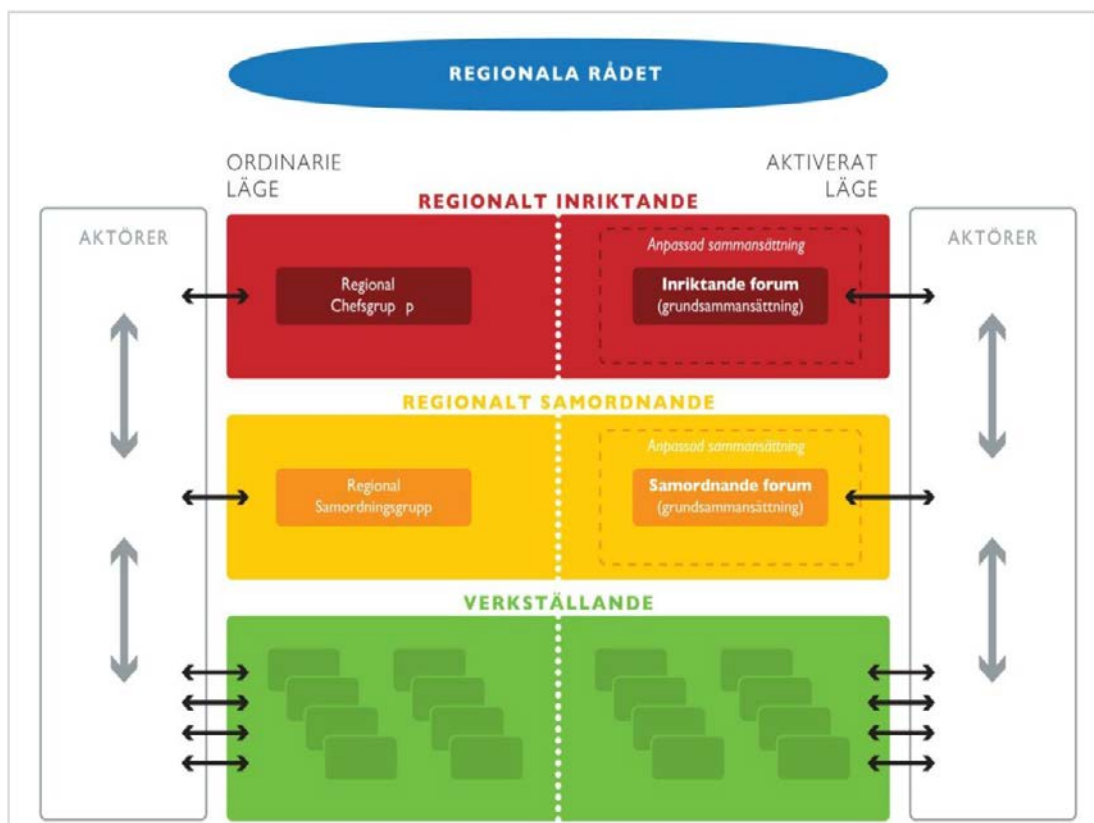 REGIONALA RÅDET
ORDINARIE
LÄGE
AKTIVERAT
LÄGE
REGIONALT INRIKTANDE
AKTÖRER
AKTÖRER
Anpassad sammansättning
Regional
Chefsgrup p
Inriktande forum
(grundsammansättning)
REGIONALT SAMORDNANDE
Anpassad sammansättning
Regional
Samordningsgrupp
Samordnande forum
(grundsammansättning)
VERKSTÄLLANDE